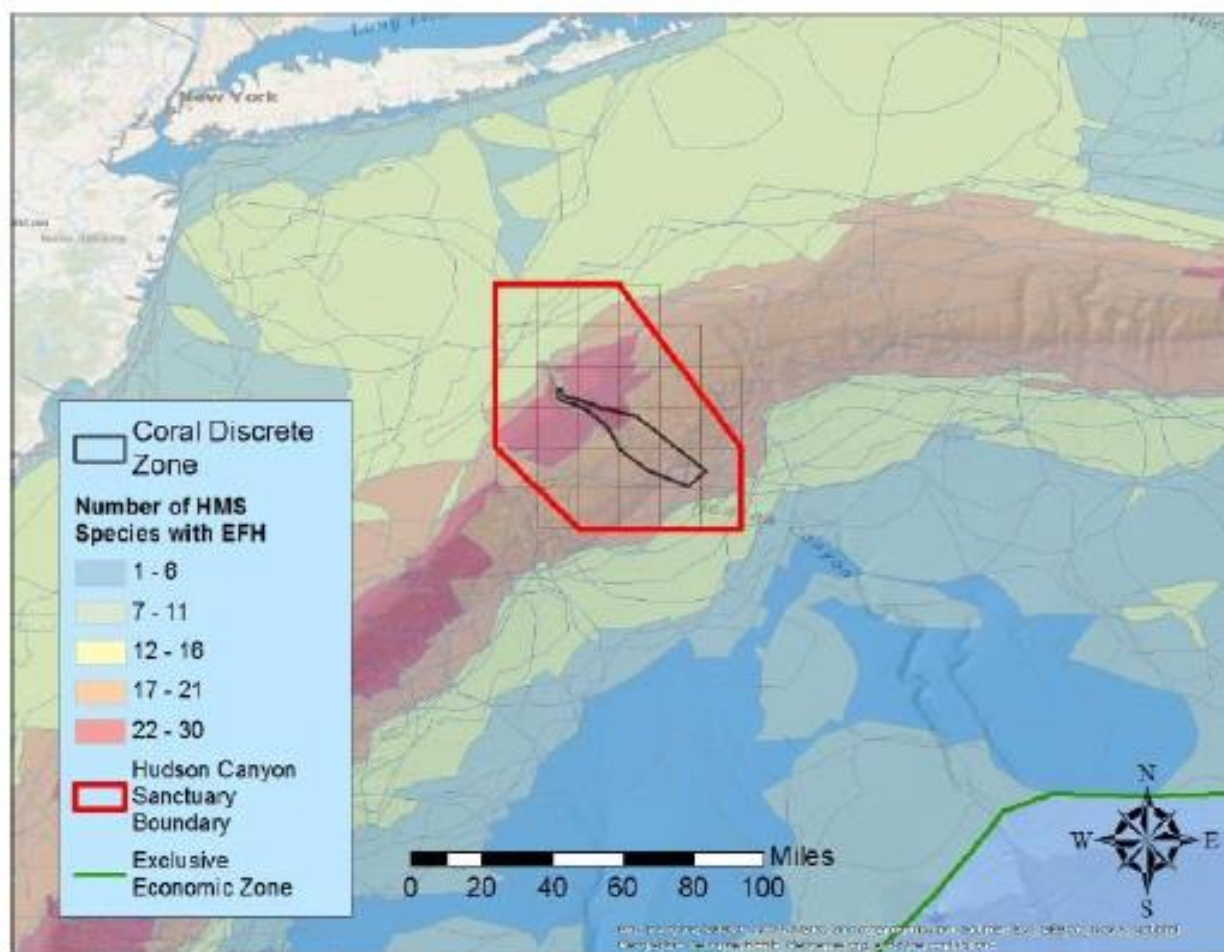 New York
Coral Discrete
Zone
Number of HMS
Species with EFH
1 - 6
7 - 11
12 - 16
17 - 21
22 - 30
Hudson Canyon
Sanctuary
Boundary
Exclusive
Economic Zone
0 20 40 60 80 100
Miles
N
W E
S